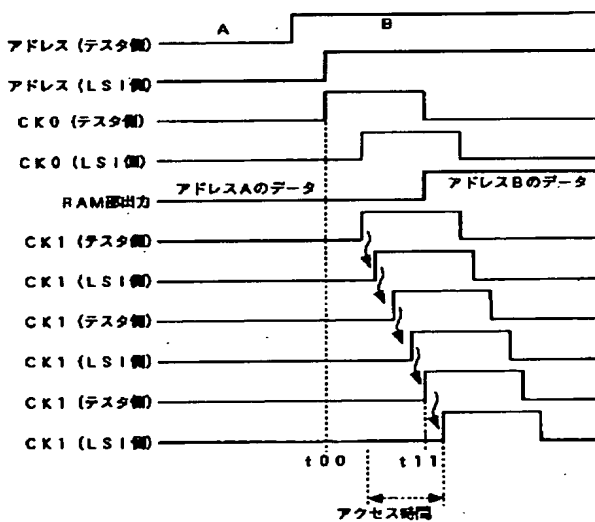 A B
アドレス (テスタ側)
アドレス (LSI側)
CK0 (テスタ側)
CK0 (LSI側)
アドレスAのデータ アドレスBのデータ
RAM部出力
CK1 (テスタ側)
CK1 (LSI側)
CK1 (テスタ側)
CK1 (LSI側)
CK1 (テスタ側)
CK1 (LSI側)
t00 t11
アクセス時間